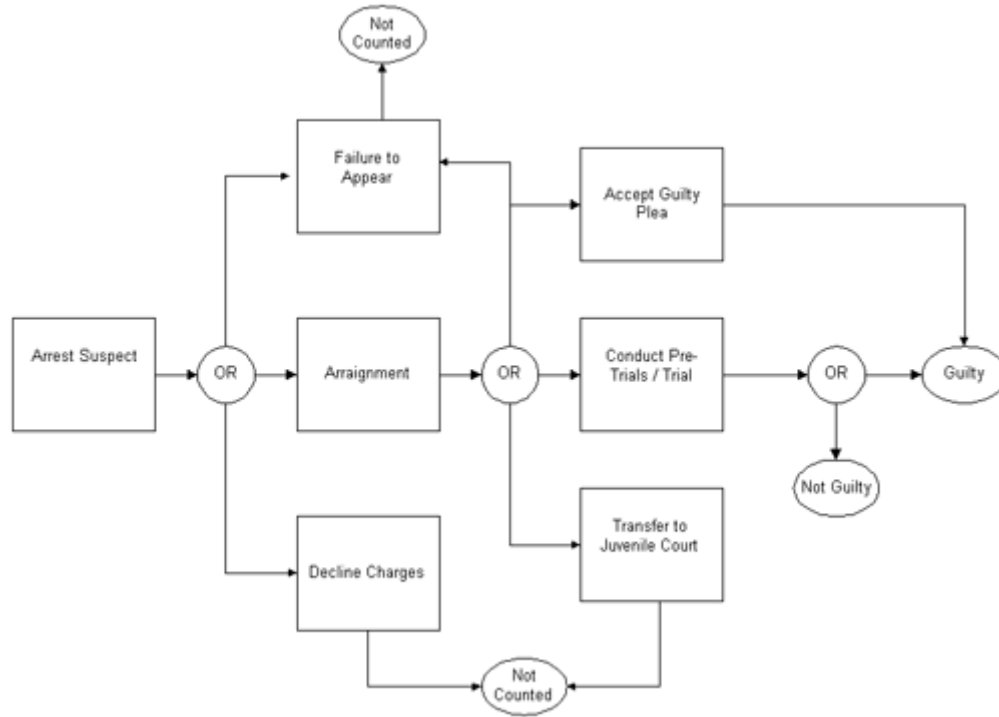 Not
Counted
Failure to
Appear
Accept Guilty
Plea
Arrest Suspect
OR
Arraignment
OR
Conduct Pre-
Trials / Trial
OR
Guilty
Not Guilty
Decline Charges
Transfer to
Juvenile Court
Not
Counted